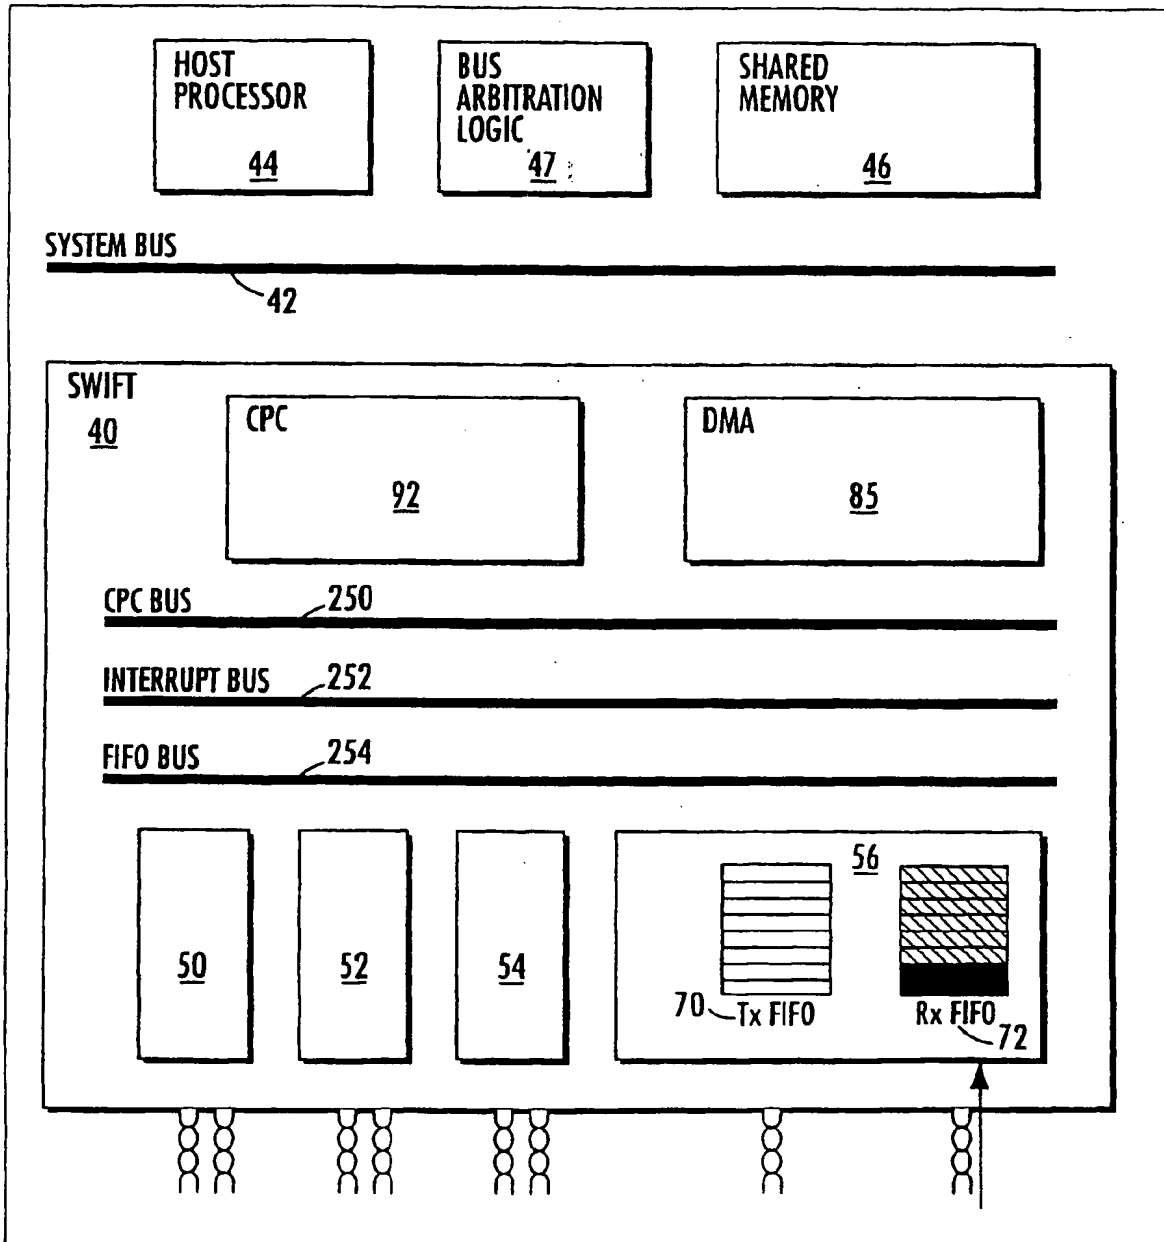 HOST
PROCESSOR
44
BUS
ARBITRATION
LOGIC
47
SHARED
MEMORY
46
SYSTEM BUS
42
SWIFT
40
CPC
92
DMA
85
CPC BUS
250
INTERRUPT BUS
252
FIFO BUS
254
50
52
54
56
70
Tx FIFO
Rx FIFO
72